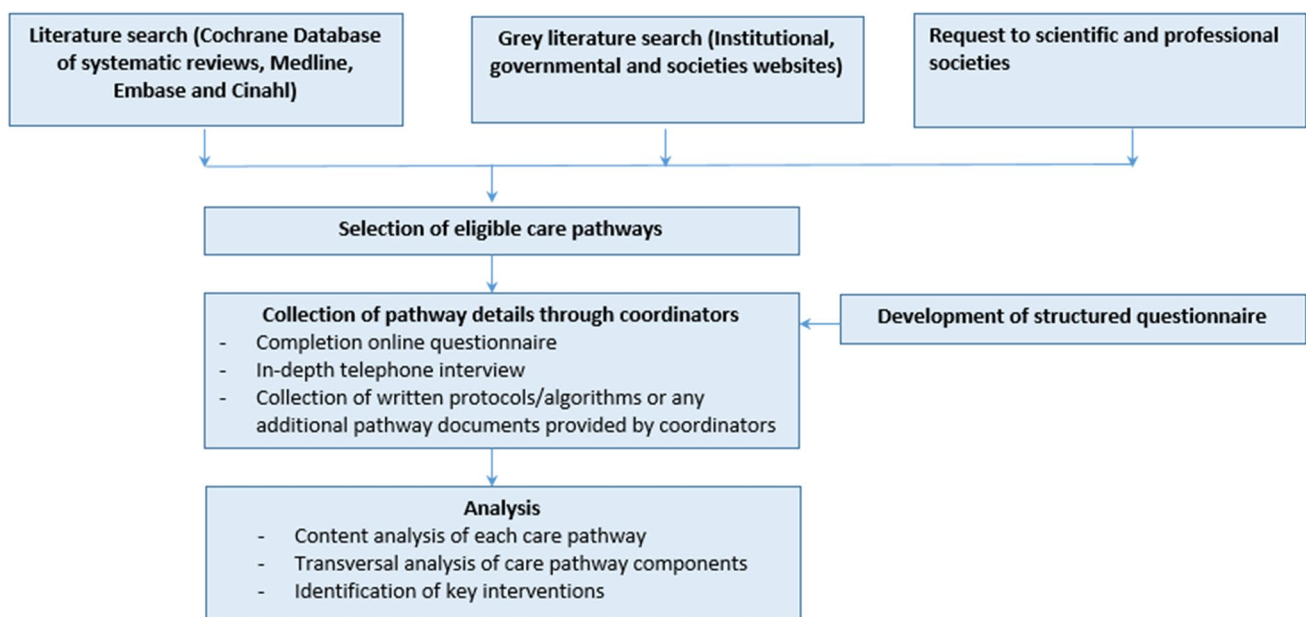 Literature search (Cochrane Database
of systematic reviews, Medline,
Embase and Cinahl)
Grey literature search (Institutional,
governmental and societies websites)
Request to scientific and professional
societies
Selection of eligible care pathways
Collection of pathway details through coordinators
- Completion online questionnaire
- In-depth telephone interview
- Collection of written protocols/algorithms or any
additional pathway documents provided by coordinators
Development of structured questionnaire
Analysis
- Content analysis of each care pathway
- Transversal analysis of care pathway components
- Identification of key interventions